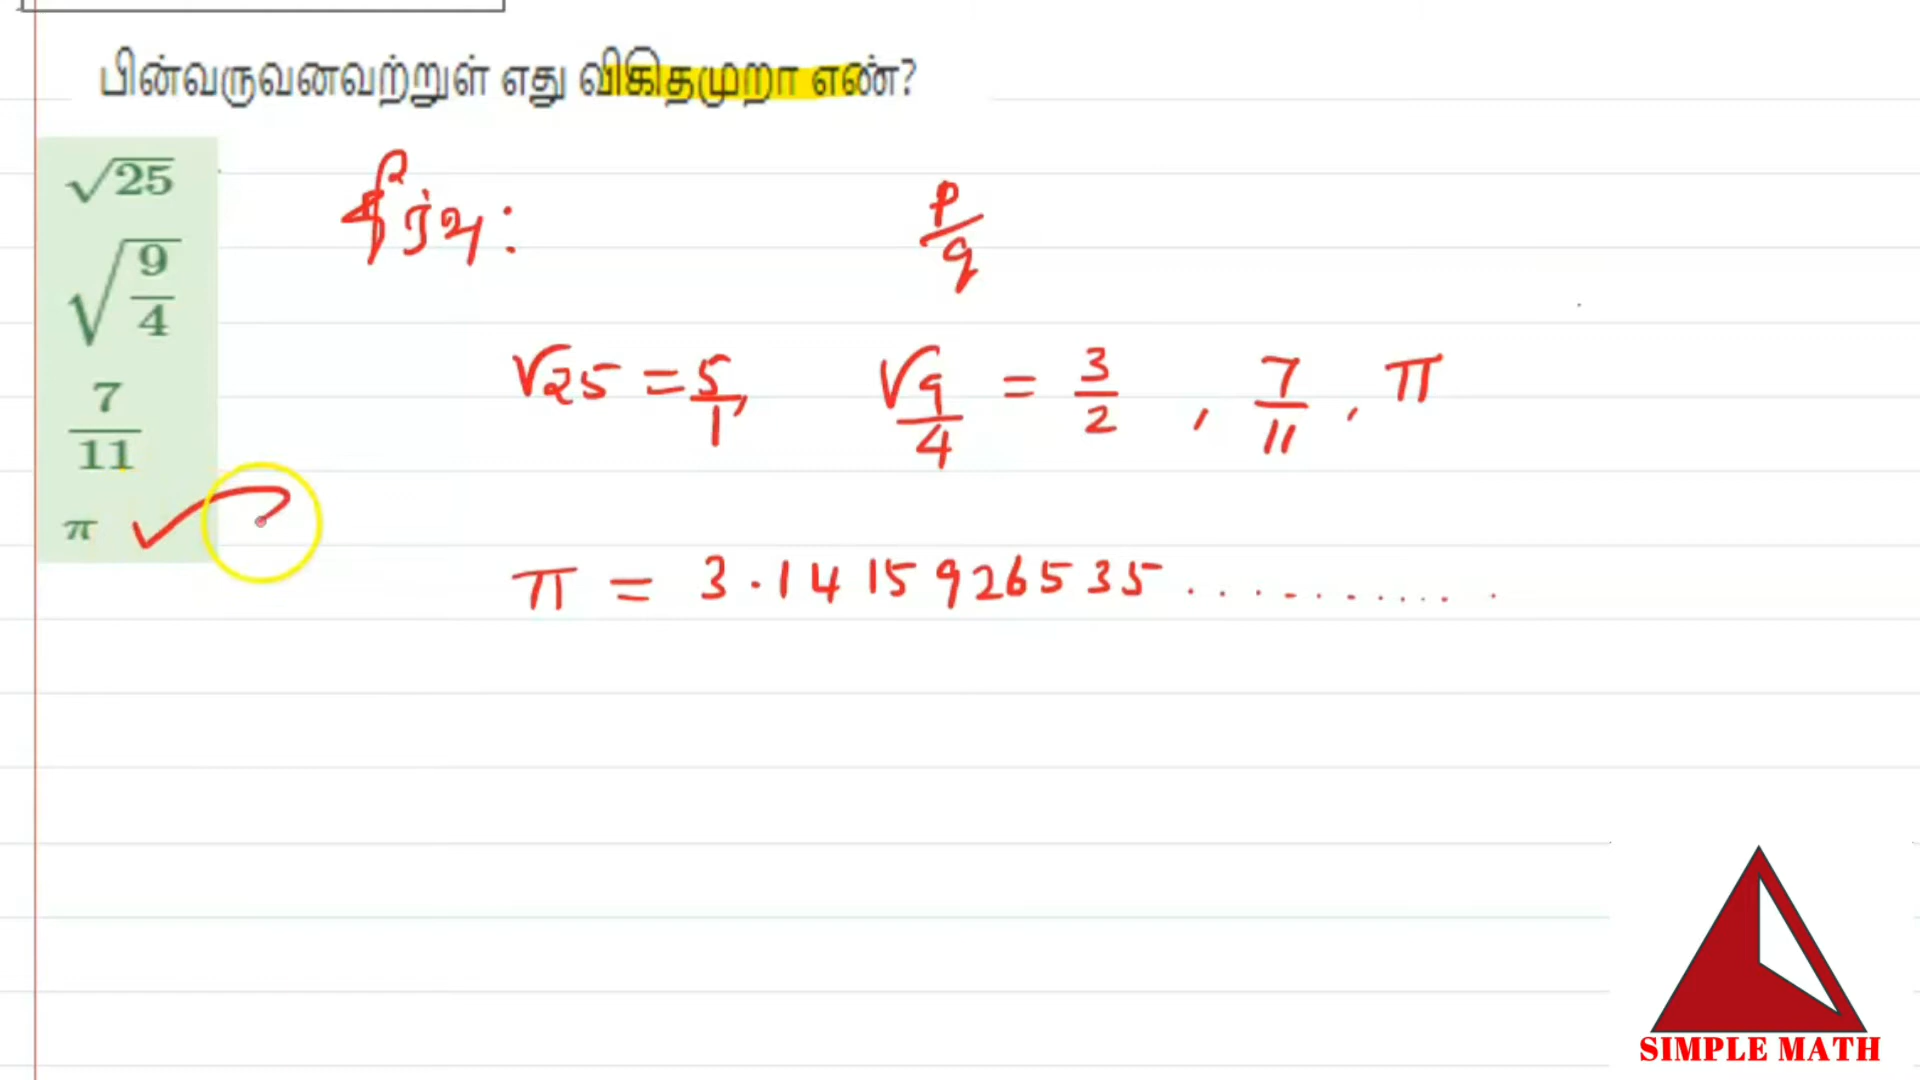 பின்வருவனவற்றுள் எது விகிதமுறா எண்?
√25
√(9/4)
7/11
π
தீர்வு :
p/q
√25 = 5/1, √9/4 = 3/2 , 7/11 , π
π = 3.1415926535 . . . . . . . . . . .
SIMPLE MATH